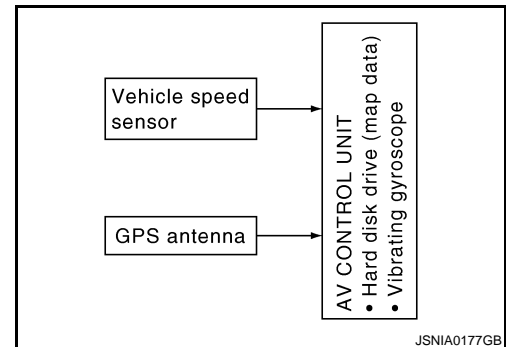 Vehicle speed
sensor
GPS antenna
AV CONTROL UNIT
• Hard disk drive (map data)
• Vibrating gyroscope
JSNIA0177GB